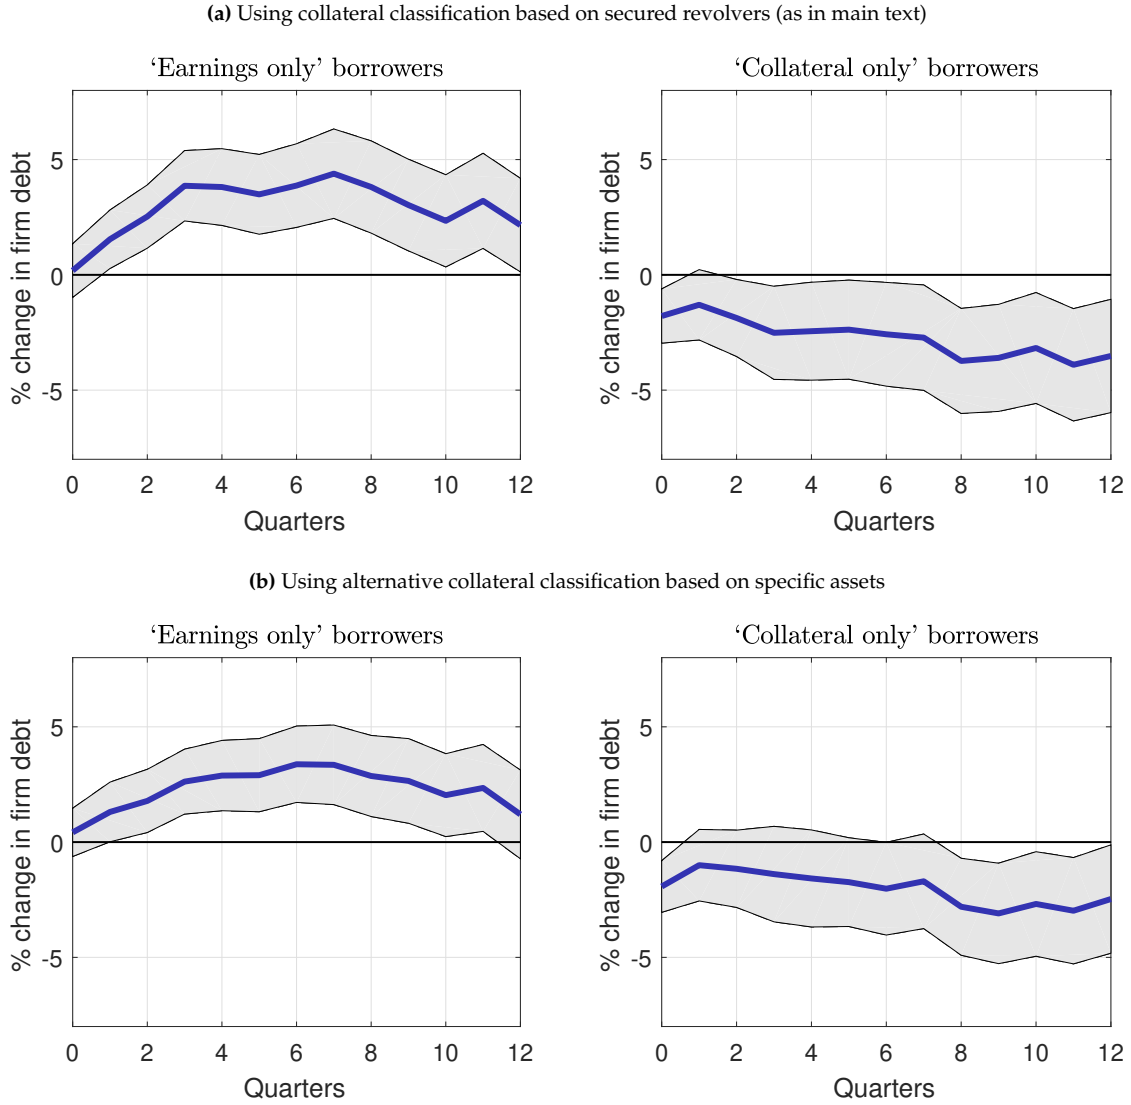 (a) Using collateral classification based on secured revolvers (as in main text)
‘Earnings only’ borrowers
% change in firm debt
5
0
-5
0 2 4 6 8 10 12
Quarters
‘Collateral only’ borrowers
% change in firm debt
5
0
-5
0 2 4 6 8 10 12
Quarters
(b) Using alternative collateral classification based on specific assets
‘Earnings only’ borrowers
% change in firm debt
5
0
-5
0 2 4 6 8 10 12
Quarters
‘Collateral only’ borrowers
% change in firm debt
5
0
-5
0 2 4 6 8 10 12
Quarters